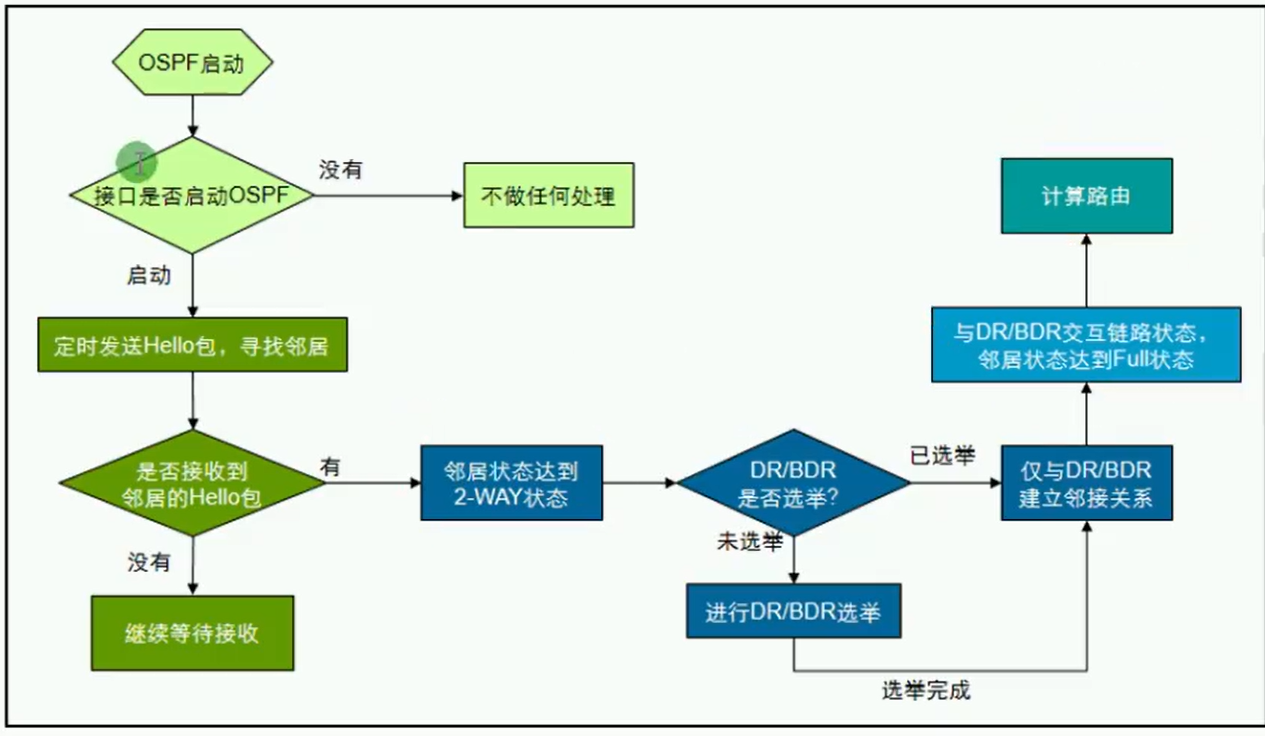 OSPF启动
接口是否启动OSPF
没有
不做任何处理
启动
定时发送Hello包，寻找邻居
是否接收到
邻居的Hello包
没有
继续等待接收
有
邻居状态达到
2-WAY状态
DR/BDR
是否选举?
未选举
进行DR/BDR选举
选举完成
已选举
仅与DR/BDR
建立邻接关系
与DR/BDR交互链路状态，
邻居状态达到Full状态
计算路由